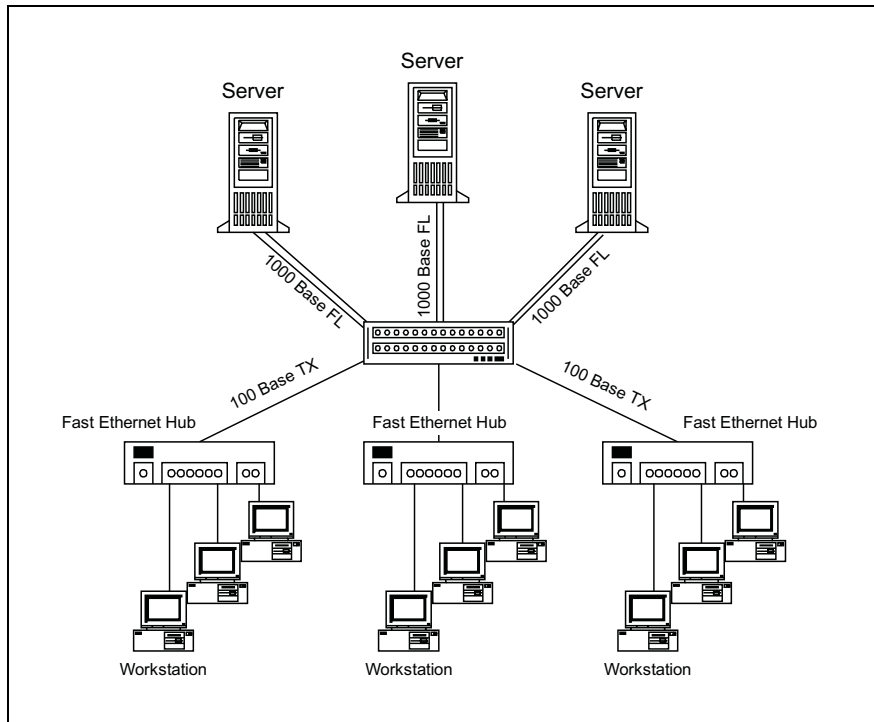 Server
Server
Server
1000 Base FL
1000 Base FL
1000 Base FL
100 Base TX
100 Base TX
Fast Ethernet Hub
Fast Ethernet Hub
Fast Ethernet Hub
Workstation
Workstation
Workstation